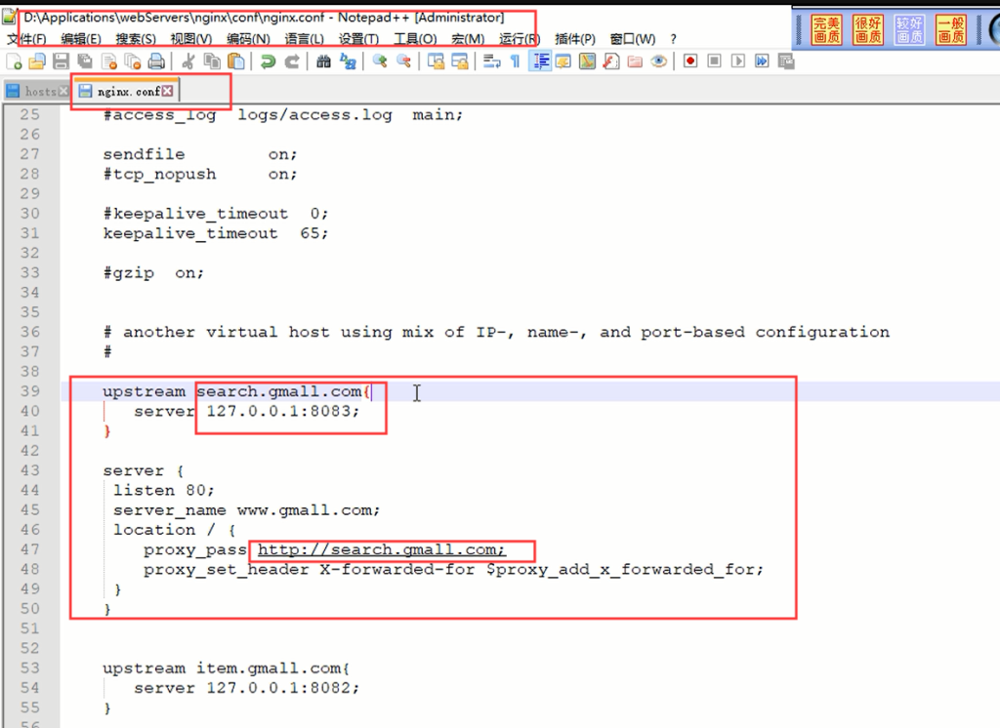 D:\Applications\webServers\nginx\conf\nginx.conf - Notepad++ [Administrator]
完美画质 很好画质 较好画质 一般画质
文件(F) 编辑(E) 搜索(S) 视图(V) 编码(N) 语言(L) 设置(T) 工具(O) 宏(M) 运行(R) 插件(P) 窗口(W) ?
hosts nginx.conf
25 #access_log logs/access.log main;
26
27 sendfile on;
28 #tcp_nopush on;
29
30 #keepalive_timeout 0;
31 keepalive_timeout 65;
32
33 #gzip on;
34
35
36 # another virtual host using mix of IP-, name-, and port-based configuration
37 #
38
39 upstream search.gmall.com{
40 server 127.0.0.1:8083;
41 }
42
43 server {
44 listen 80;
45 server_name www.gmall.com;
46 location / {
47 proxy_pass http://search.gmall.com;
48 proxy_set_header X-forwarded-for $proxy_add_x_forwarded_for;
49 }
50 }
51
52
53 upstream item.gmall.com{
54 server 127.0.0.1:8082;
55 }
56